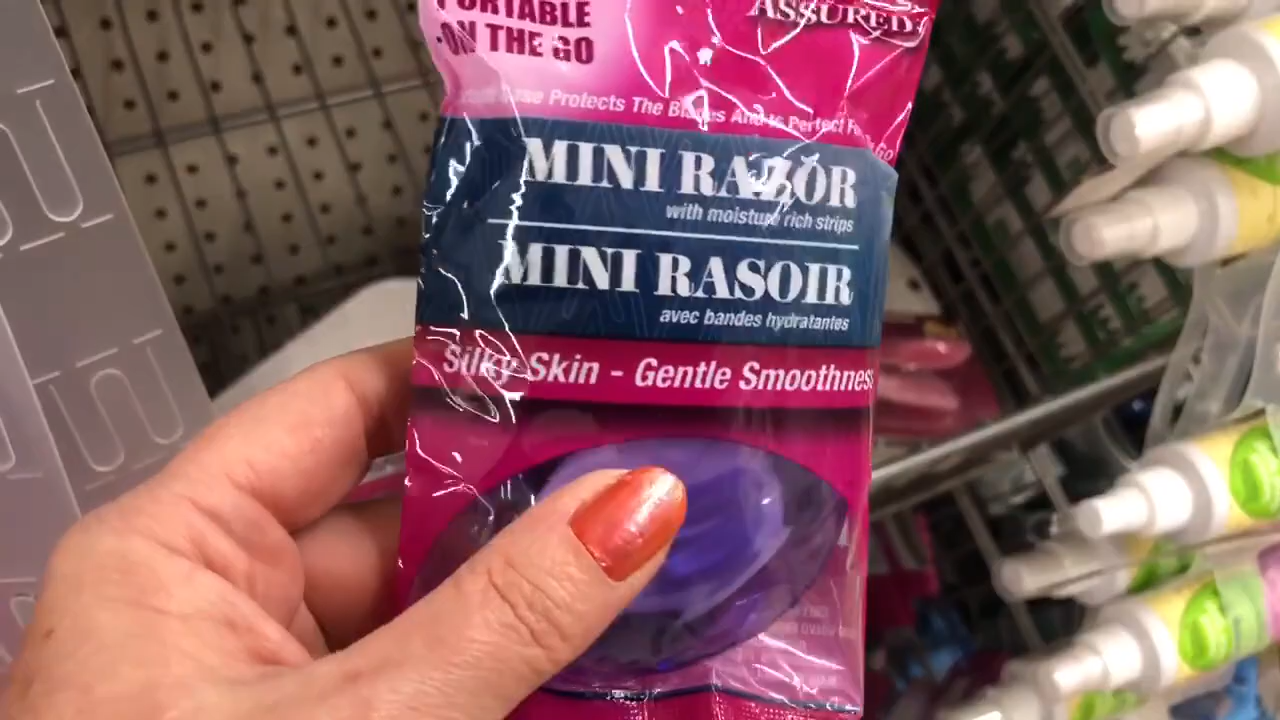 PORTABLE
-ON THE GO
ASSURED
Protects The Blades And Is Perfect
MINI RAZOR
with moisture rich strips
MINI RASOIR
avec bandes hydratantes
Silky Skin - Gentle Smoothness